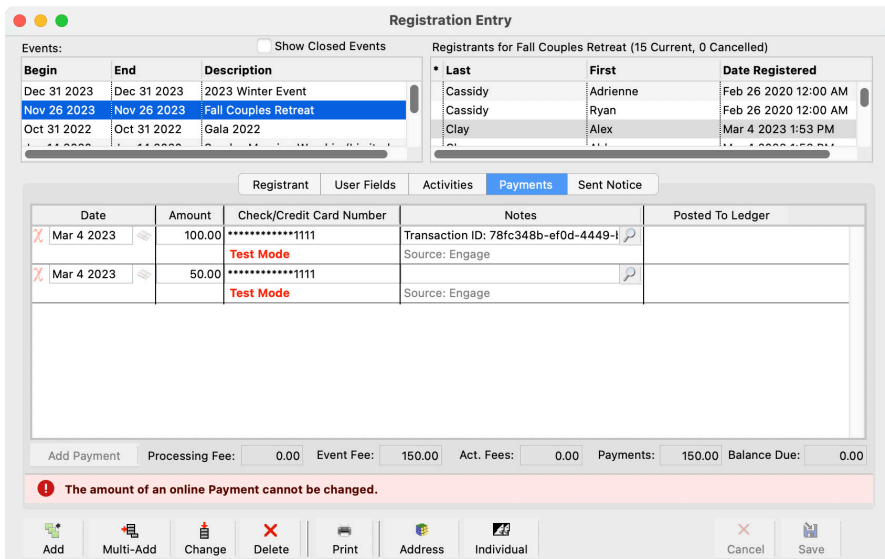 Registration Entry
Events:
Show Closed Events
Registrants for Fall Couples Retreat (15 Current, 0 Cancelled)
Begin End Description
* Last First Date Registered
Dec 31 2023 Dec 31 2023 2023 Winter Event
Cassidy Adrienne Feb 26 2020 12:00 AM
Nov 26 2023 Nov 26 2023 Fall Couples Retreat
Cassidy Ryan Feb 26 2020 12:00 AM
Oct 31 2022 Oct 31 2022 Gala 2022
Clay Alex Mar 4 2023 1:53 PM
Registrant User Fields Activities Payments Sent Notice
Date Amount Check/Credit Card Number Notes Posted To Ledger
Mar 4 2023 100.00 ************1111 Transaction ID: 78fc348b-ef0d-4449-
Test Mode Source: Engage
Mar 4 2023 50.00 ************1111
Test Mode Source: Engage
Add Payment Processing Fee: 0.00 Event Fee: 150.00 Act. Fees: 0.00 Payments: 150.00 Balance Due: 0.00
The amount of an online Payment cannot be changed.
Add Multi-Add Change Delete Print Address Individual Cancel Save